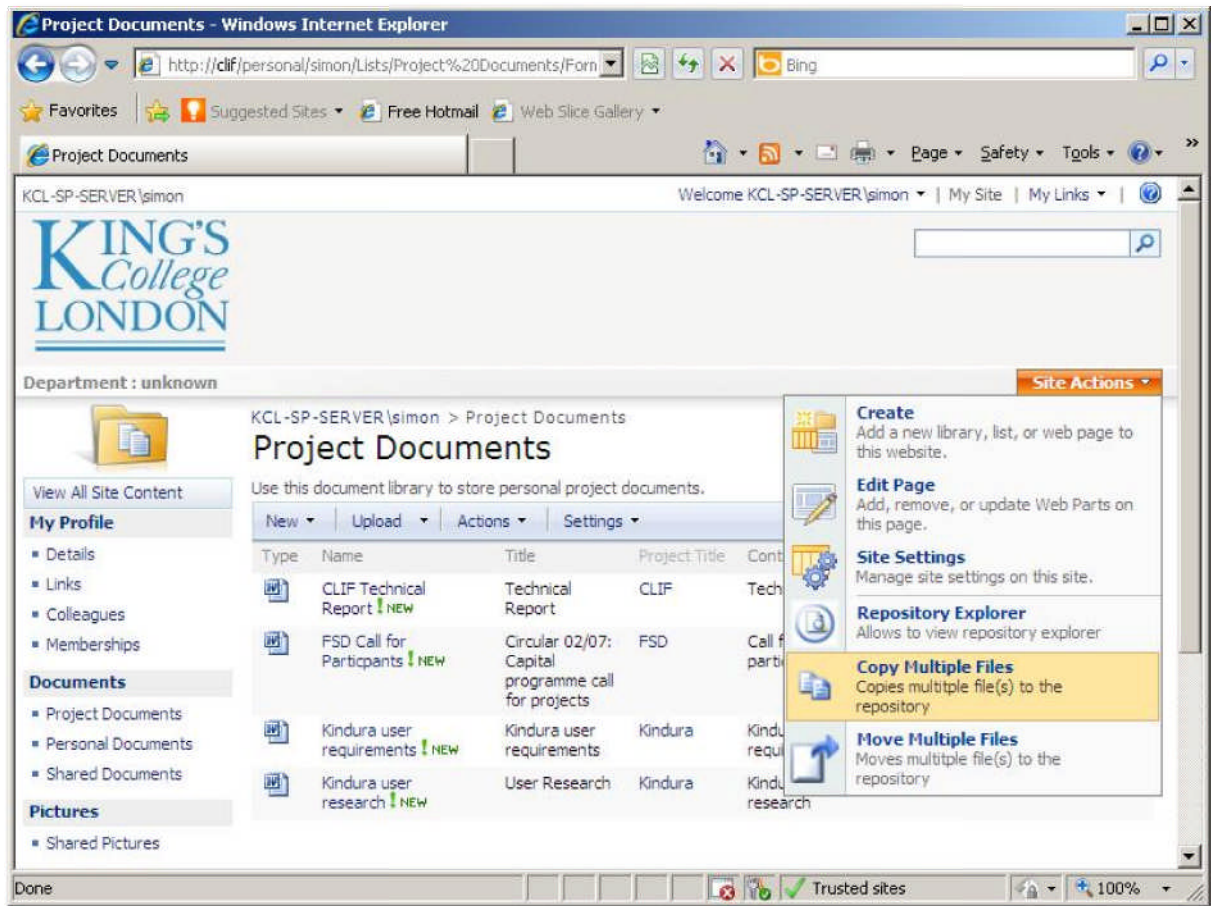 Project Documents - Windows Internet Explorer
http://clif/personal/simon/Lists/Project%20Documents/Forn
Bing
Favorites
Suggested Sites
Free Hotmail
Web Slice Gallery
Project Documents
Page
Safety
Tools
KCL-SP-SERVER\simon
Welcome KCL-SP-SERVER\simon | My Site | My Links |
KING'S
College
LONDON
Department : unknown
Site Actions
KCL-SP-SERVER\simon > Project Documents
Project Documents
Use this document library to store personal project documents.
New
Upload
Actions
Settings
View All Site Content
My Profile
Details
Links
Colleagues
Memberships
Documents
Project Documents
Personal Documents
Shared Documents
Pictures
Shared Pictures
Type
Name
Title
Project Title
Cont
CLIF Technical
Report ! NEW
Technical
Report
CLIF
Tech
FSD Call for
Particpants ! NEW
Circular 02/07:
Capital
programme call
for projects
FSD
Call f
parti
Kindura user
requirements ! NEW
Kindura user
requirements
Kindura
Kindu
requi
Kindura user
research ! NEW
User Research
Kindura
Kindu
research
Create
Add a new library, list, or web page to
this website.
Edit Page
Add, remove, or update Web Parts on
this page.
Site Settings
Manage site settings on this site.
Repository Explorer
Allows to view repository explorer
Copy Multiple Files
Copies multitple file(s) to the
repository
Move Multiple Files
Moves multitple file(s) to the
repository
Done
Trusted sites
100%